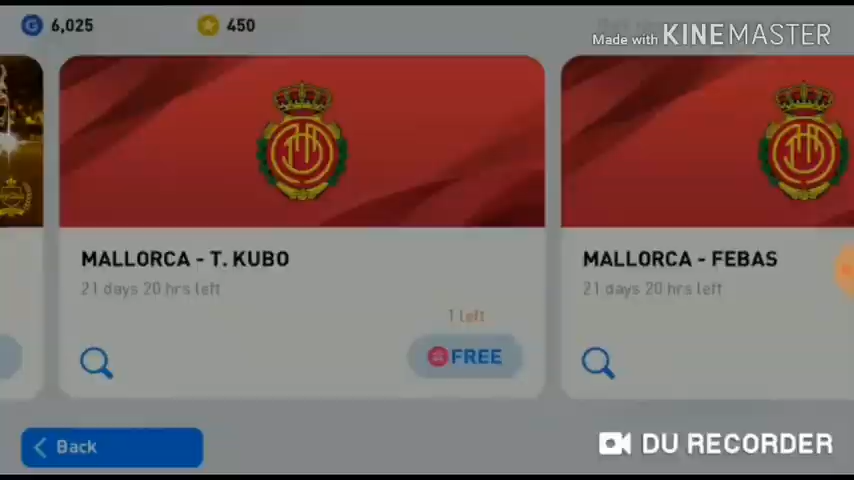 6,025
450
Made with KINEMASTER
MALLORCA - T. KUBO
21 days 20 hrs left
1 Left
FREE
MALLORCA - FEBAS
21 days 20 hrs left
Back
DU RECORDER